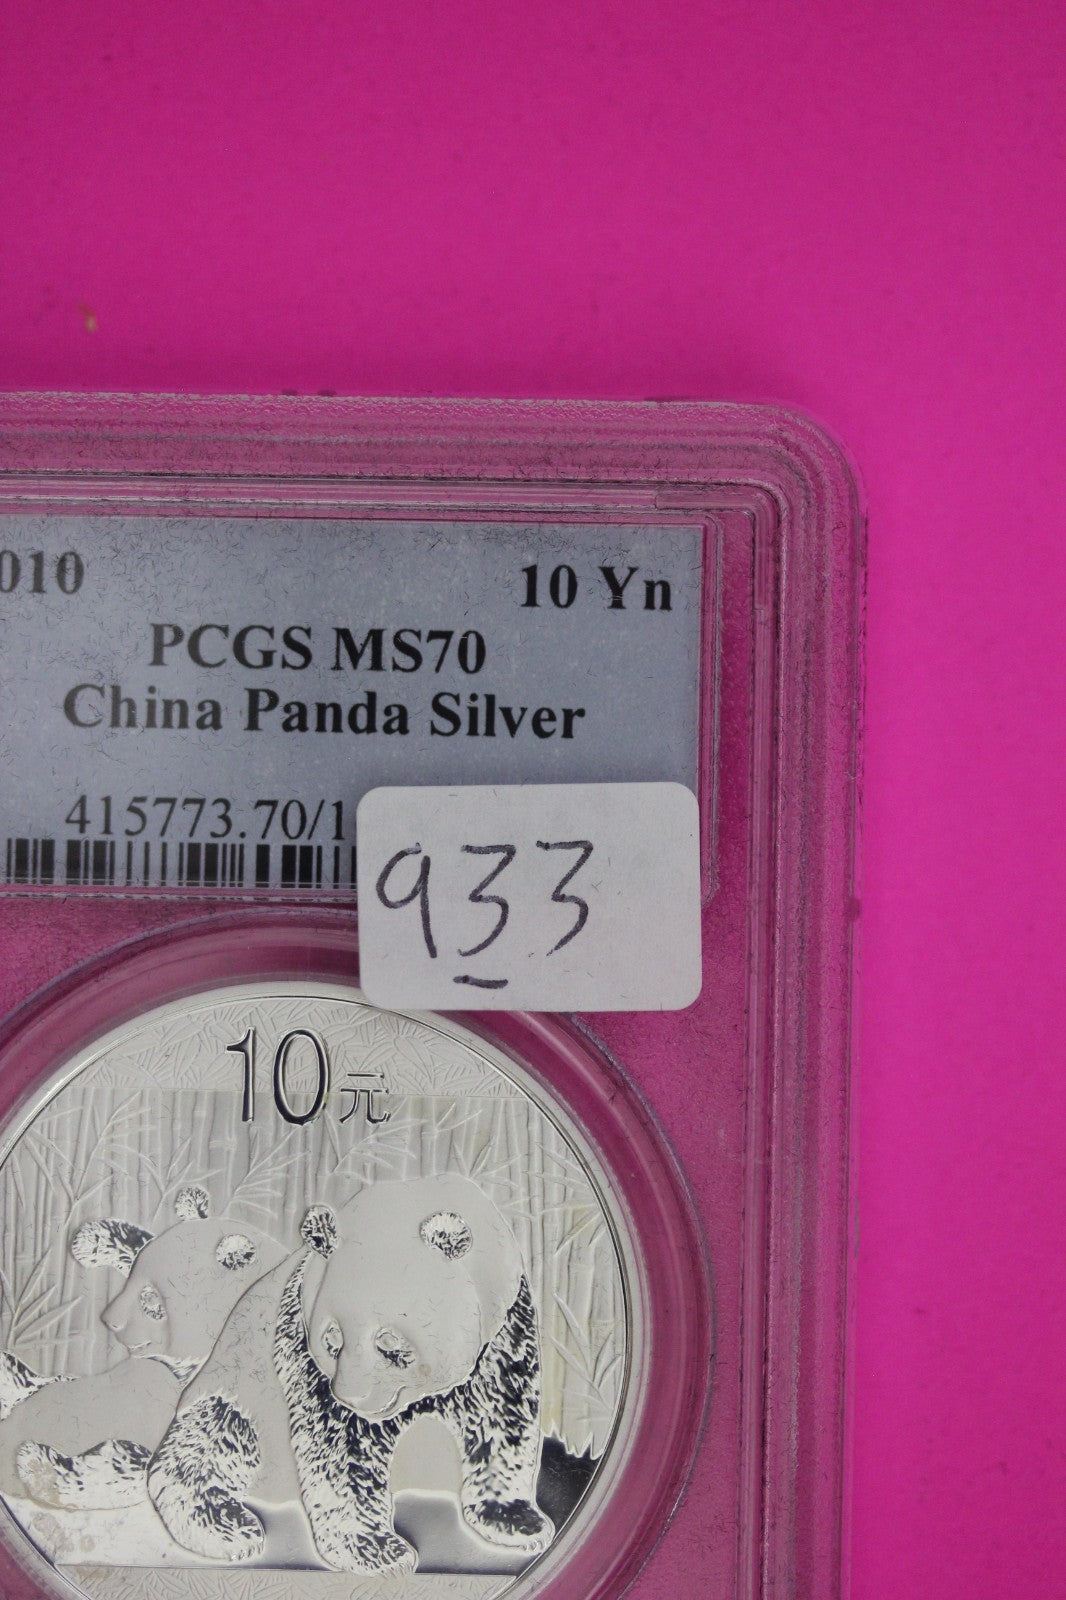 010 10 Yn
PCGS MS70
China Panda Silver
415773.70/1
933
10元